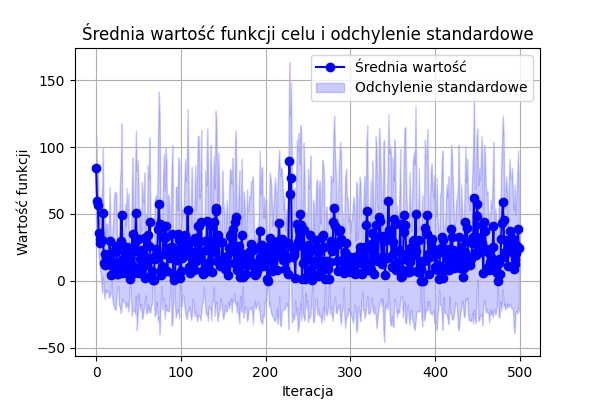 Średnia wartość funkcji celu i odchylenie standardowe
Średnia wartość
Odchylenie standardowe
Wartość funkcji
150
100
50
0
−50
0 100 200 300 400 500
Iteracja